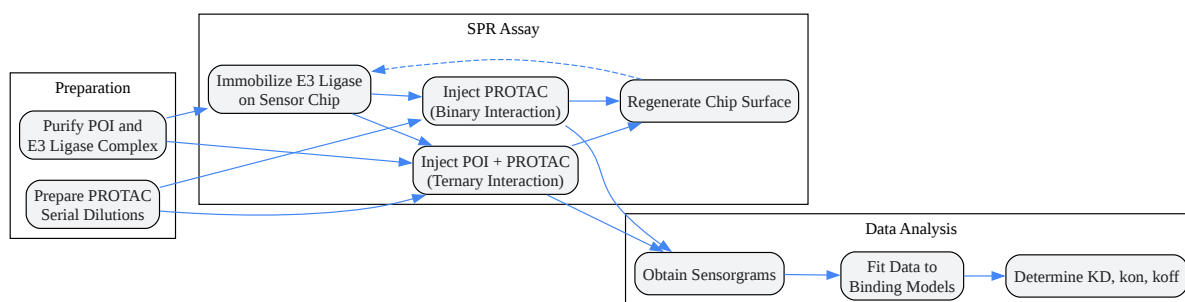 SPR Assay
Preparation
Purify POI and
E3 Ligase Complex
Prepare PROTAC
Serial Dilutions
Immobilize E3 Ligase
on Sensor Chip
Inject PROTAC
(Binary Interaction)
Inject POI + PROTAC
(Ternary Interaction)
Regenerate Chip Surface
Data Analysis
Obtain Sensorgrams
Fit Data to
Binding Models
Determine KD, kon, koff